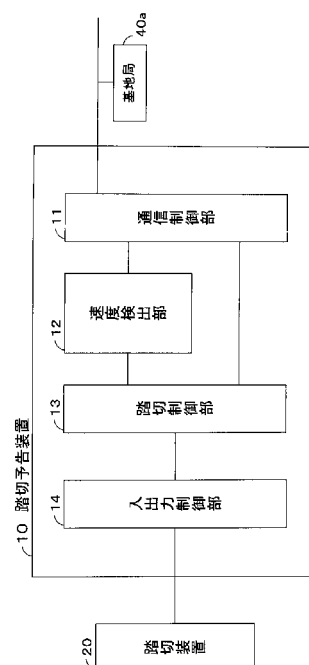 10 踏切予告装置
40a
基地局
11
通信制御部
12
速度検出部
13
踏切制御部
14
入出力制御部
20
踏切装置